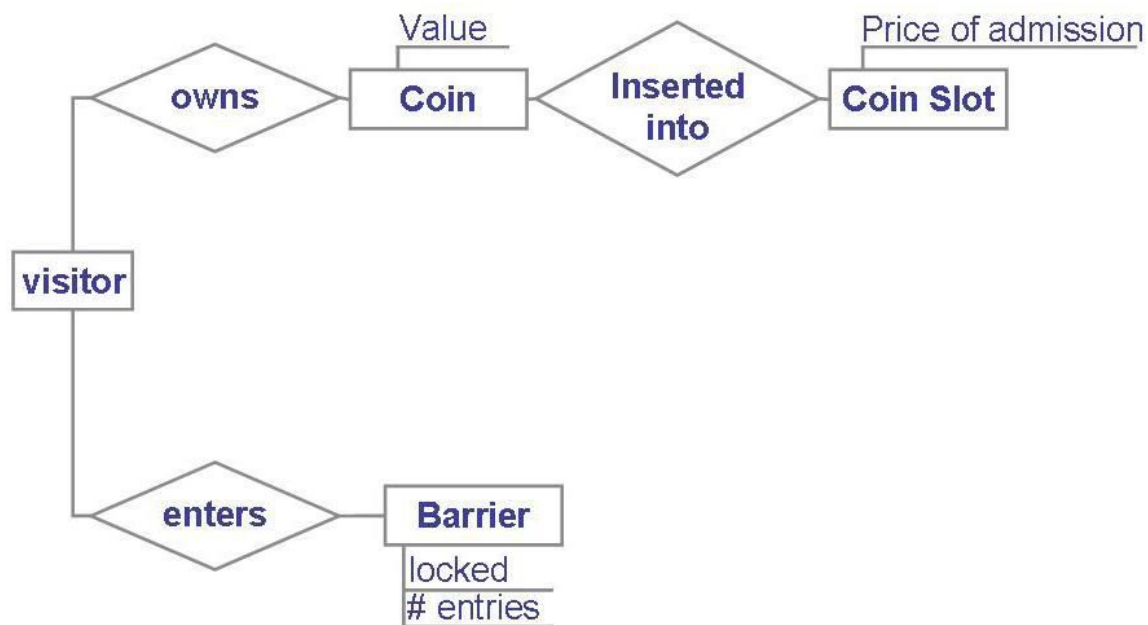 Value
Price of admission
owns
Coin
Inserted
into
Coin Slot
visitor
enters
Barrier
locked
# entries